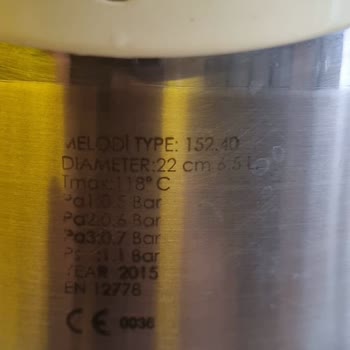 MELODİ TYPE: 152.40
DIAMETER:22 cm 6.5 L
Tmax:118° C
Pa1:0.5 Bar
Pa2:0.6 Bar
Pa3:0.7 Bar
1.1 Bar
YEAR 2015
EN 12778
CE 0036